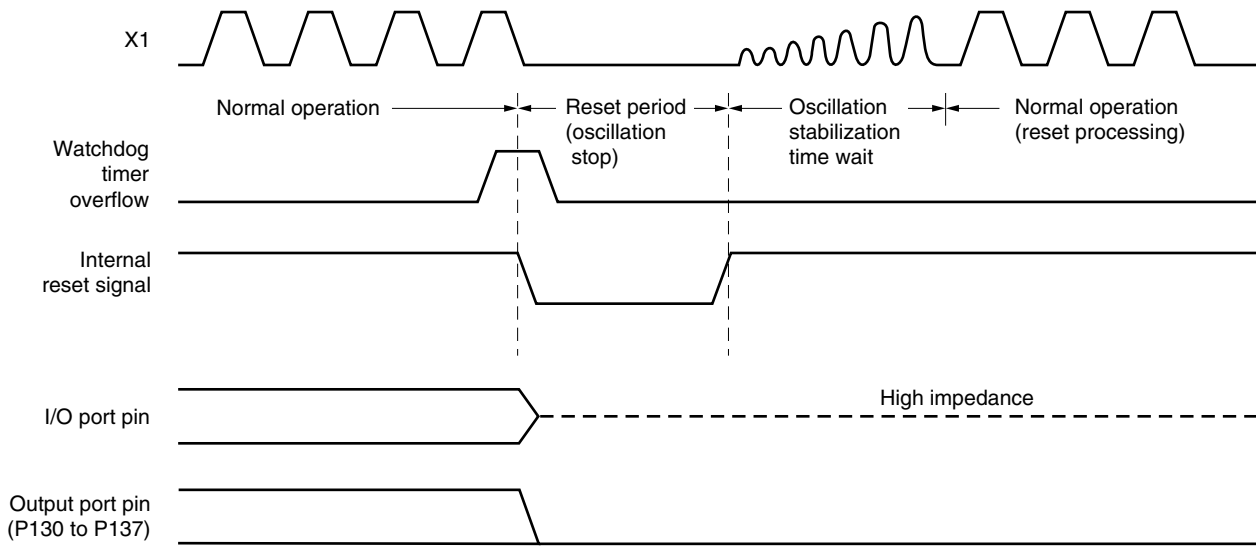 X1
Normal operation
Reset period
(oscillation
stop)
Oscillation
stabilization
time wait
Normal operation
(reset processing)
Watchdog
timer
overflow
Internal
reset signal
I/O port pin
High impedance
Output port pin
(P130 to P137)